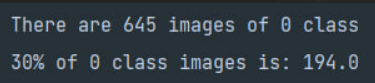 There are 645 images of 0 class
30% of 0 class images is: 194.0